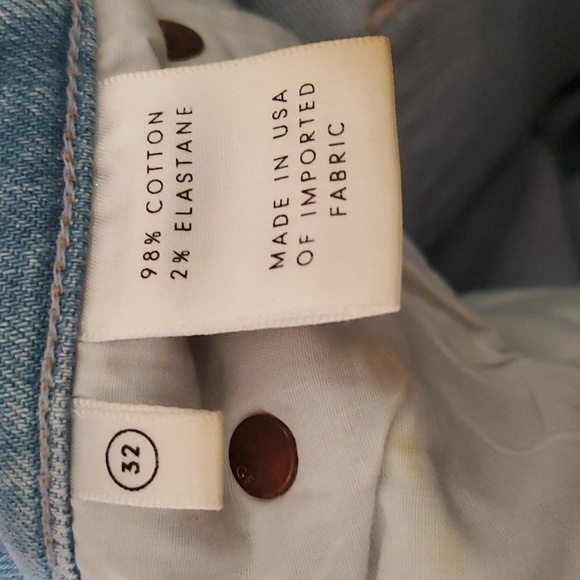 98% COTTON
2% ELASTANE
MADE IN USA
OF IMPORTED
FABRIC
32